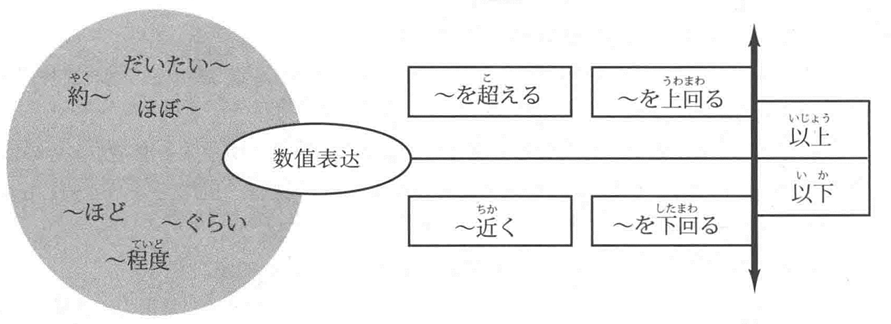 だいたい～
約～
やく
ほぼ～
～ほど
～ぐらい
～程度
ていど
数值表达
～を超える
こ
～を上回る
うわまわ
以上
いじょう
～近く
ちか
～を下回る
したまわ
以下
いか